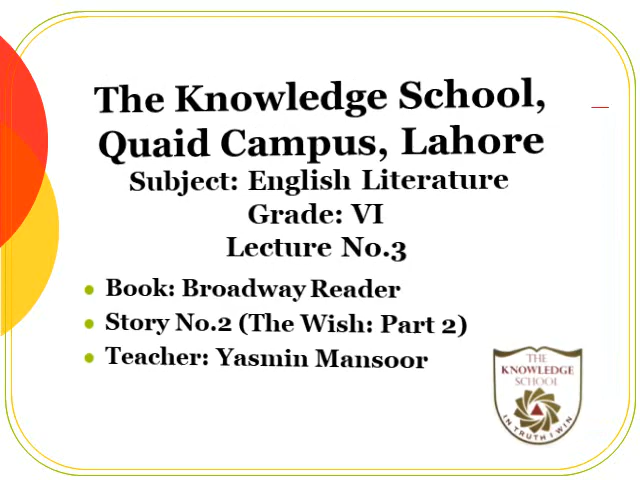 The Knowledge School,
Quaid Campus, Lahore
Subject: English Literature
Grade: VI
Lecture No.3
Book: Broadway Reader
Story No.2 (The Wish: Part 2)
Teacher: Yasmin Mansoor
THE
KNOWLEDGE
SCHOOL
IN TRUTH I WIN